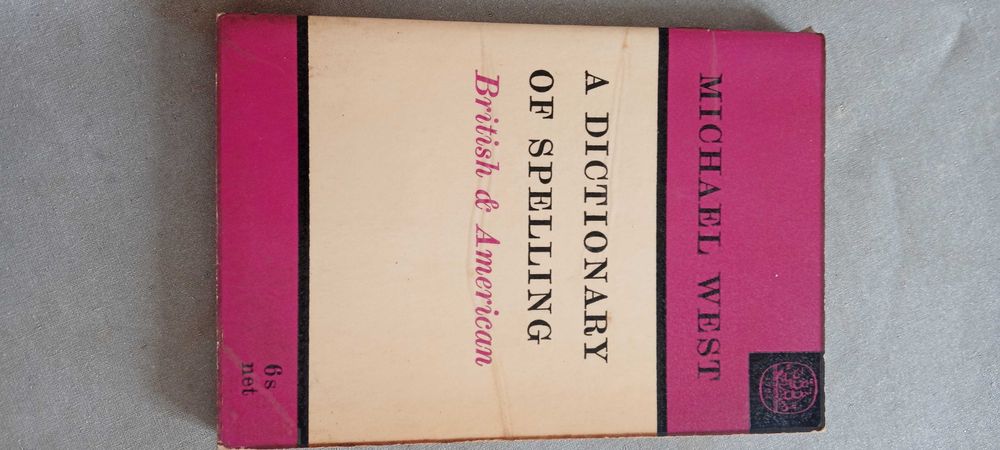 MICHAEL WEST
A DICTIONARY
OF SPELLING
British & American
6s
net